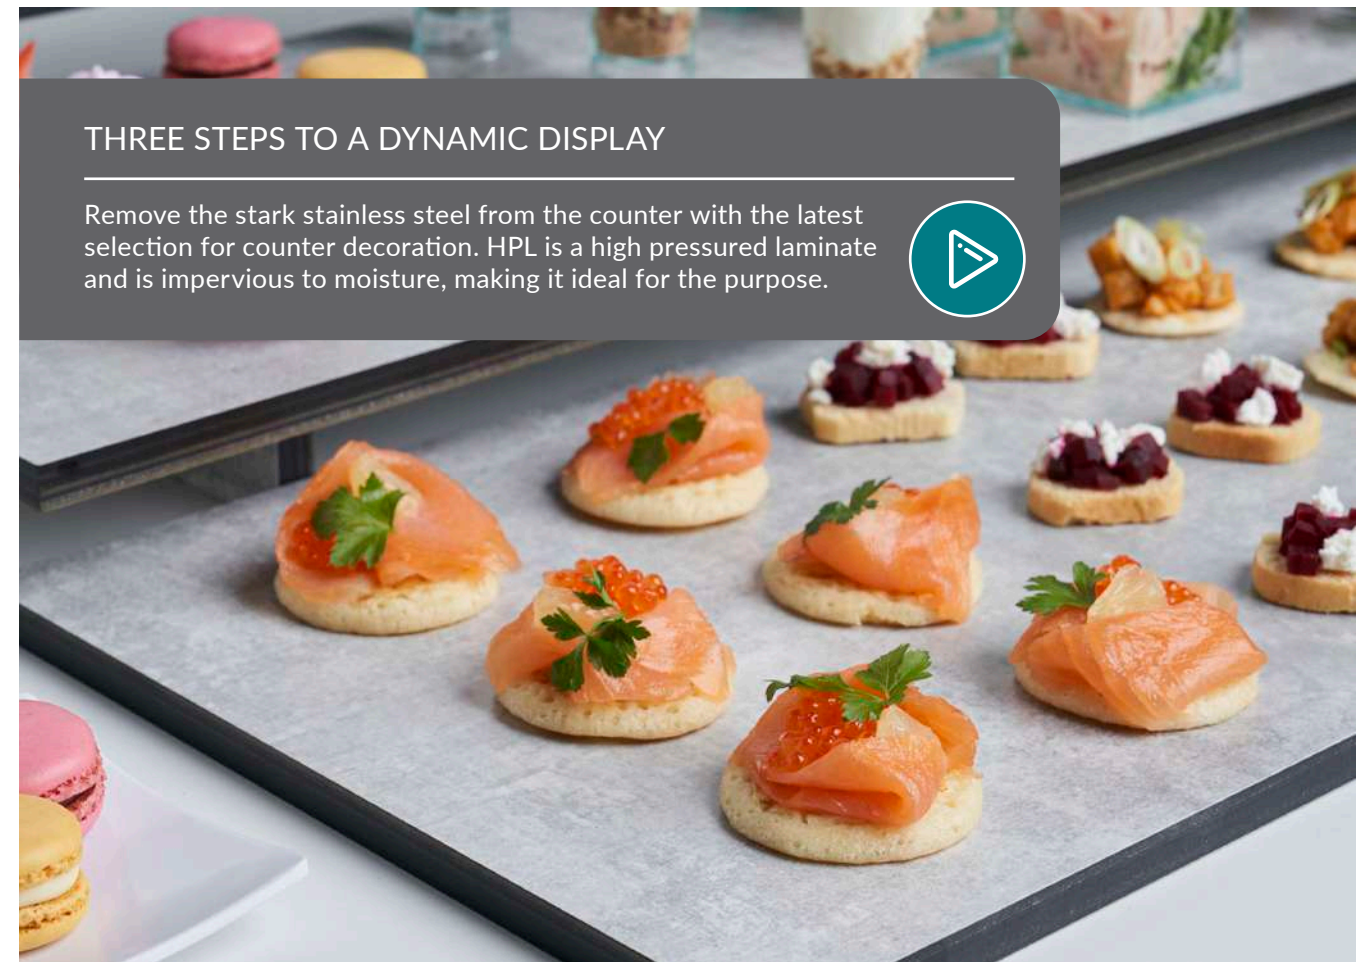 THREE STEPS TO A DYNAMIC DISPLAY
Remove the stark stainless steel from the counter with the latest
selection for counter decoration. HPL is a high pressured laminate
and is impervious to moisture, making it ideal for the purpose.